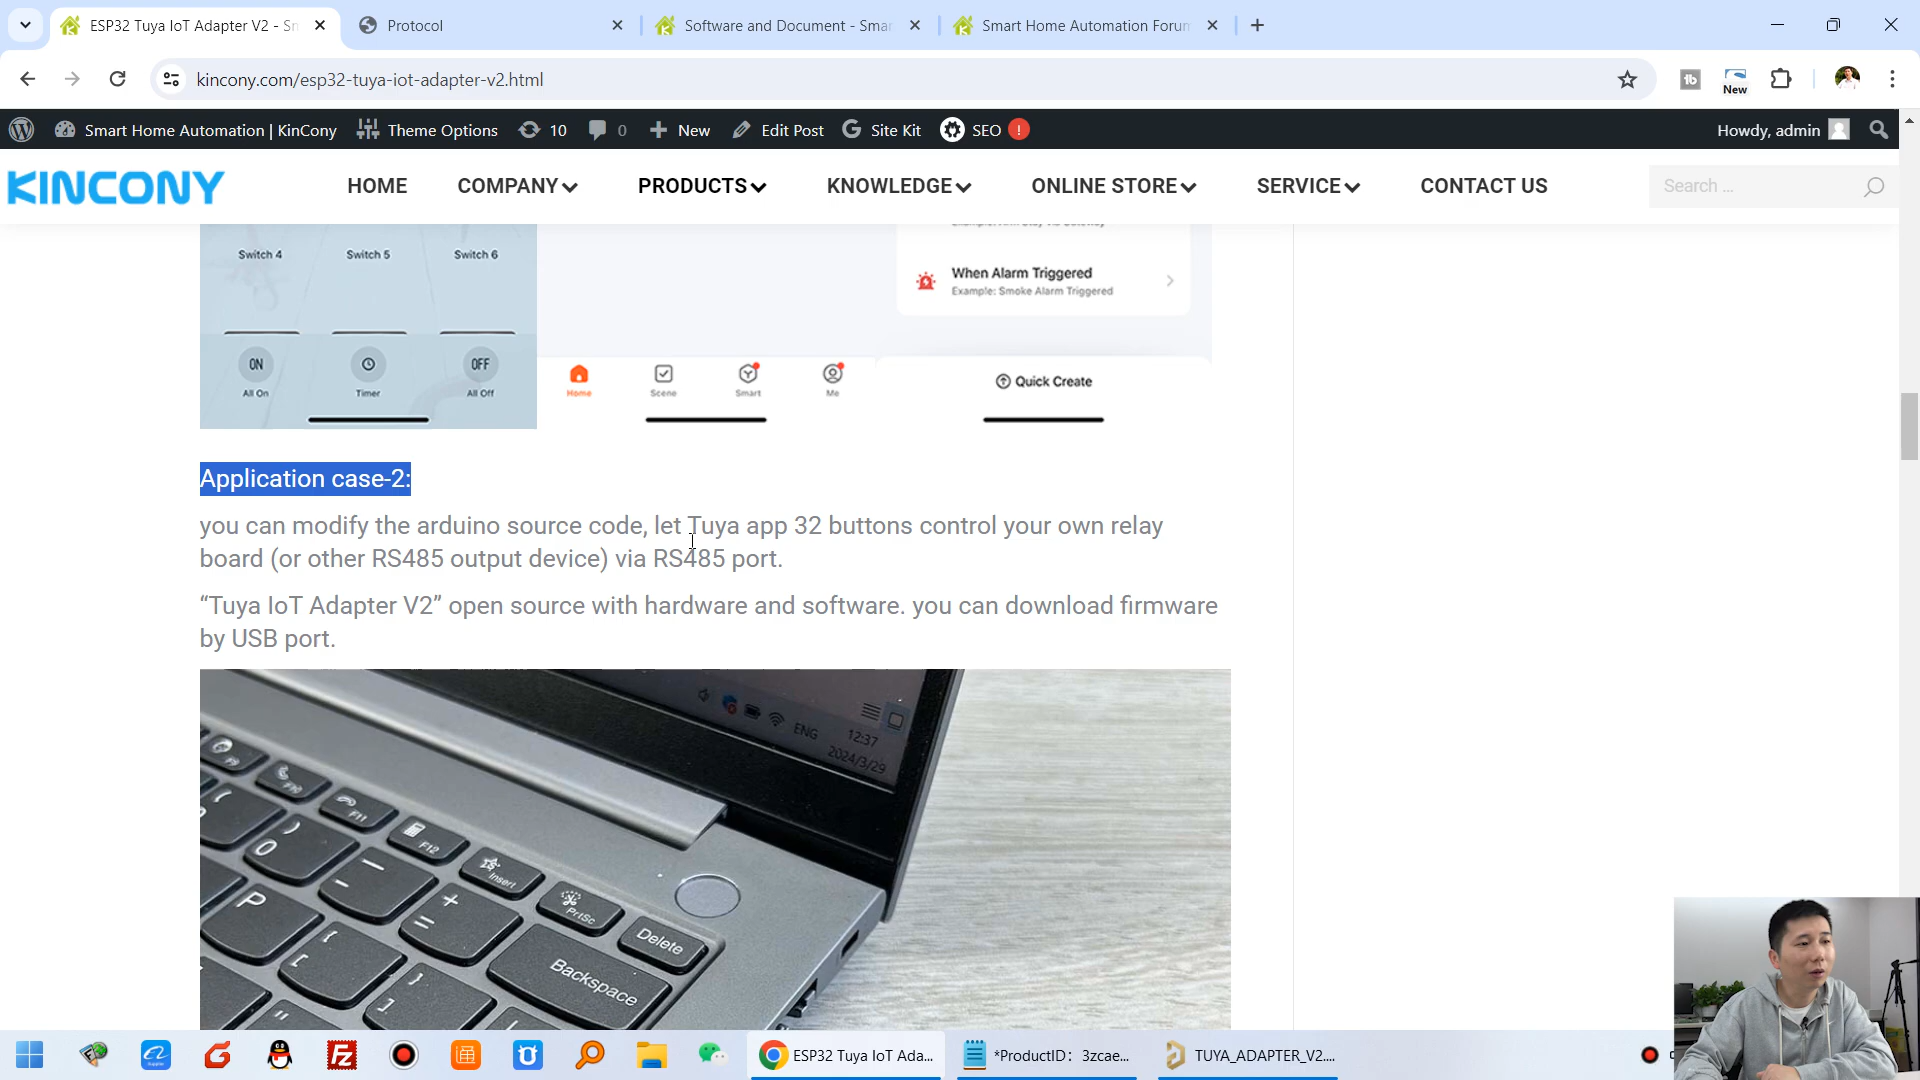 ESP32 Tuya IoT Adapter V2 - Sn
Protocol
Software and Document - Smar
Smart Home Automation Forum
kincony.com/esp32-tuya-iot-adapter-v2.html
New
Smart Home Automation | KinCony
Theme Options
10
0
New
Edit Post
Site Kit
SEO
!
Howdy, admin
KINCONY
HOME
COMPANY
PRODUCTS
KNOWLEDGE
ONLINE STORE
SERVICE
CONTACT US
Search ...
Switch 4
Switch 5
Switch 6
When Alarm Triggered
Example: Smoke Alarm Triggered
ON
OFF
All On
Timer
All Off
Home
Scene
Smart
Me
Quick Create
Application case-2:
you can modify the arduino source code, let Tuya app 32 buttons control your own relay
board (or other RS485 output device) via RS485 port.
“Tuya IoT Adapter V2” open source with hardware and software. you can download firmware
by USB port.
ENG
12:37
2024/3/29
F9
F10
F11
F12
Insert
PrtSc
Delete
Backspace
ESP32 Tuya IoT Ada...
*ProductID：3zcae...
TUYA_ADAPTER_V2....